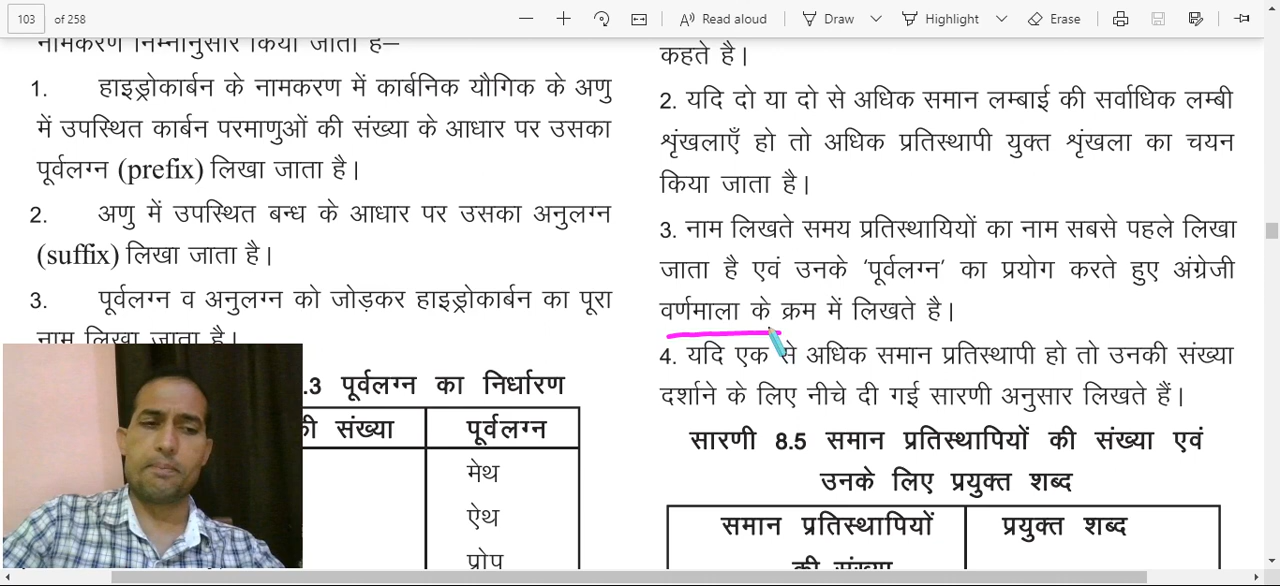 103 of 258
Read aloud
Draw
Highlight
Erase
नामकरण निम्नानुसार किया जाता है–
1. हाइड्रोकार्बन के नामकरण में कार्बनिक यौगिक के अणु
में उपस्थित कार्बन परमाणुओं की संख्या के आधार पर उसका
पूर्वलग्न (prefix) लिखा जाता है।
2. अणु में उपस्थित बन्ध के आधार पर उसका अनुलग्न
(suffix) लिखा जाता है।
3. पूर्वलग्न व अनुलग्न को जोड़कर हाइड्रोकार्बन का पूरा
नाम लिखा जाता है।
.3 पूर्वलग्न का निर्धारण
की संख्या
पूर्वलग्न
मेथ
ऐथ
प्रोप
कहते है।
2. यदि दो या दो से अधिक समान लम्बाई की सर्वाधिक लम्बी
शृंखलाएँ हो तो अधिक प्रतिस्थापी युक्त शृंखला का चयन
किया जाता है।
3. नाम लिखते समय प्रतिस्थायियों का नाम सबसे पहले लिखा
जाता है एवं उनके ‘पूर्वलग्न’ का प्रयोग करते हुए अंग्रेजी
वर्णमाला के क्रम में लिखते है।
4. यदि एक से अधिक समान प्रतिस्थापी हो तो उनकी संख्या
दर्शाने के लिए नीचे दी गई सारणी अनुसार लिखते हैं।
सारणी 8.5 समान प्रतिस्थापियों की संख्या एवं
उनके लिए प्रयुक्त शब्द
समान प्रतिस्थापियों
की संख्या
प्रयुक्त शब्द